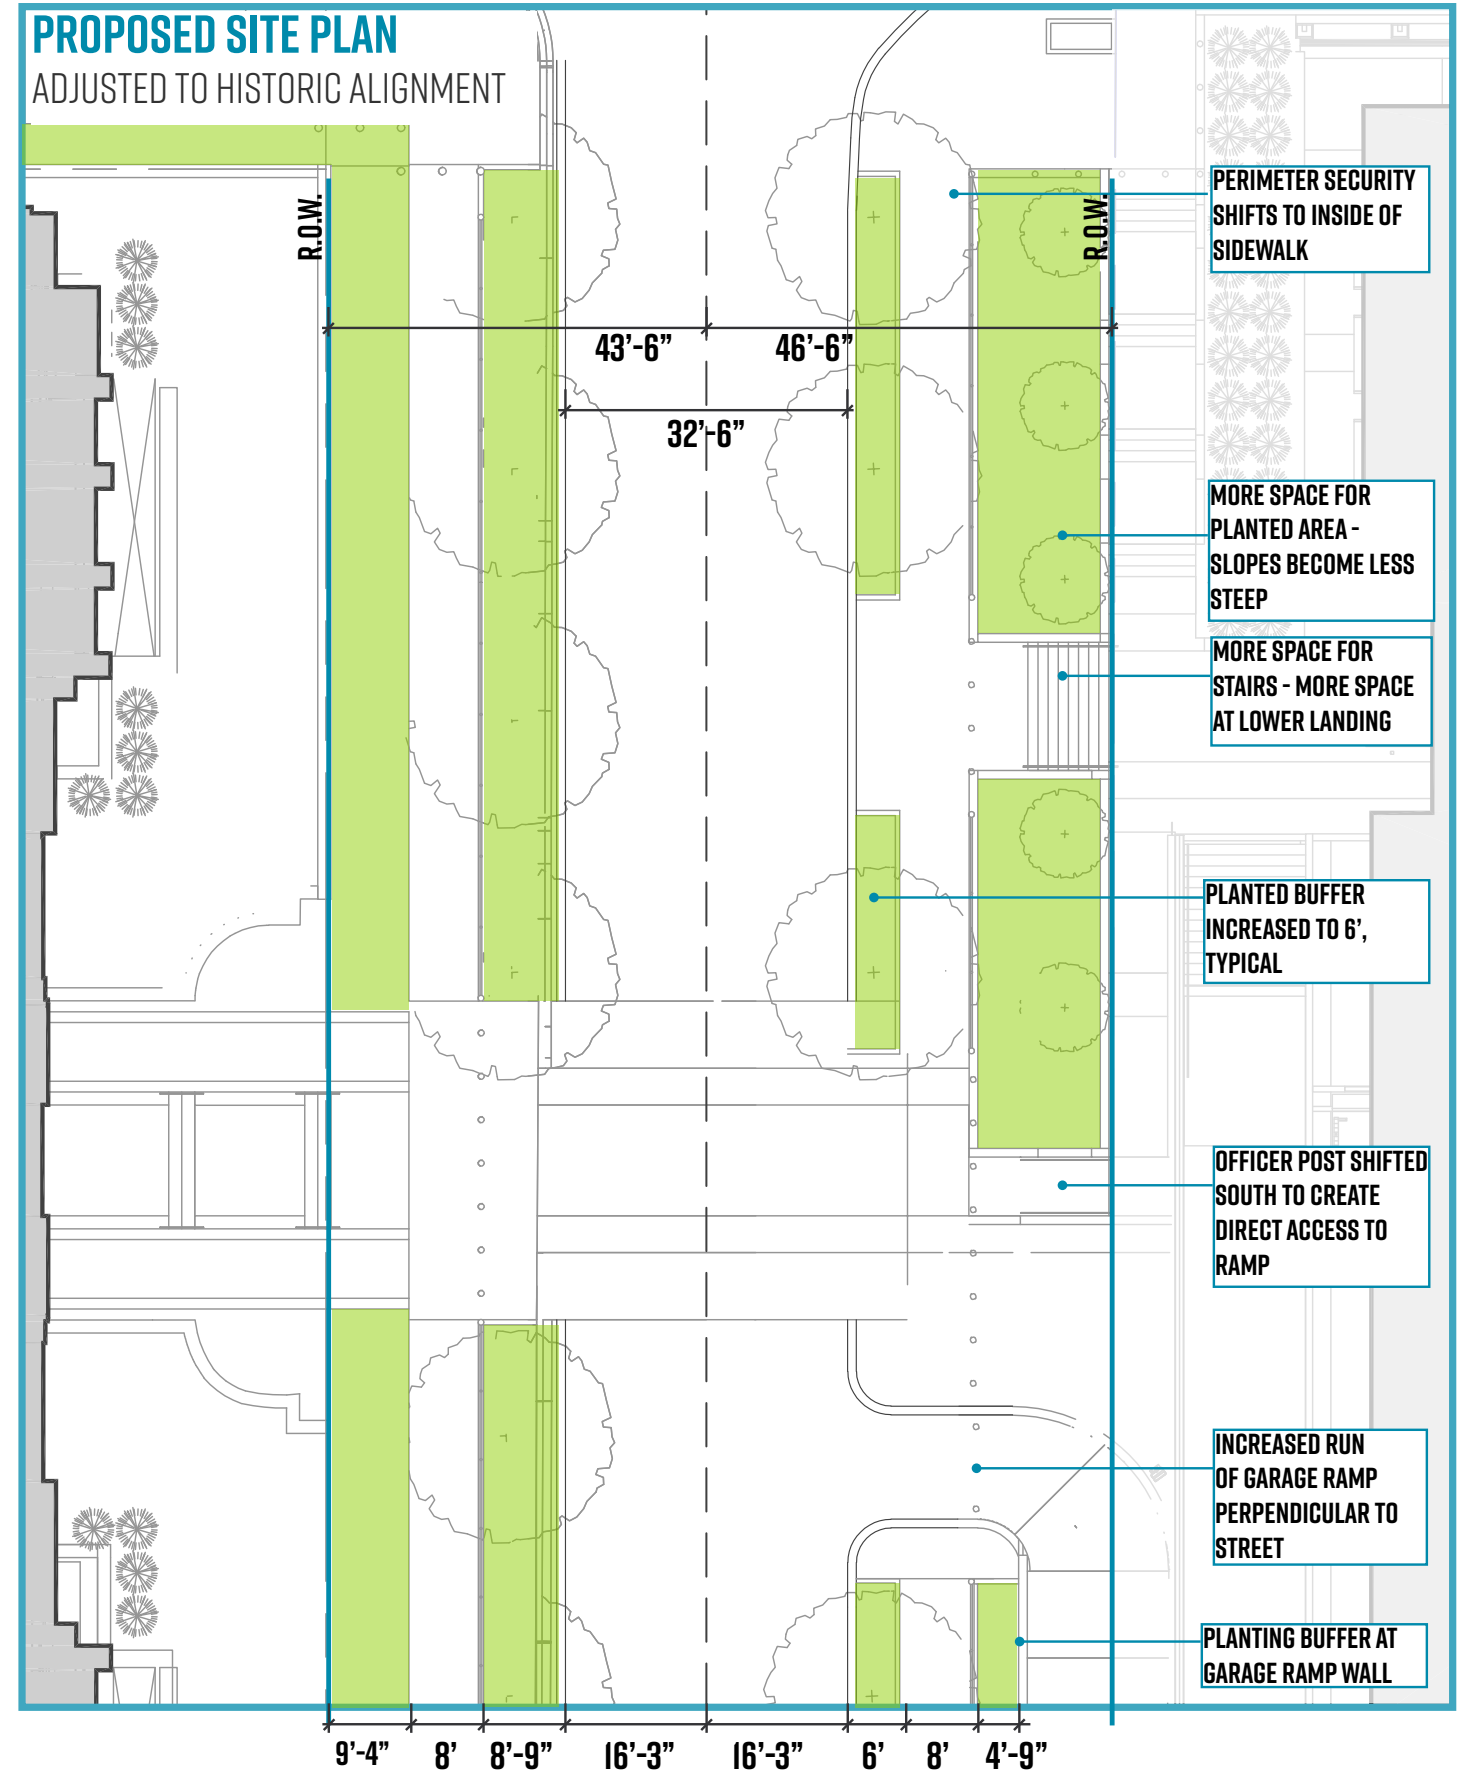 PROPOSED SITE PLAN
ADJUSTED TO HISTORIC ALIGNMENT
R.O.W.
R.O.W.
PERIMETER SECURITY
SHIFTS TO INSIDE OF
SIDEWALK
43’-6”
46’-6”
32’-6”
MORE SPACE FOR
PLANTED AREA -
SLOPES BECOME LESS
STEEP
MORE SPACE FOR
STAIRS - MORE SPACE
AT LOWER LANDING
PLANTED BUFFER
INCREASED TO 6’,
TYPICAL
OFFICER POST SHIFTED
SOUTH TO CREATE
DIRECT ACCESS TO
RAMP
INCREASED RUN
OF GARAGE RAMP
PERPENDICULAR TO
STREET
PLANTING BUFFER AT
GARAGE RAMP WALL
9’-4”
8’
8’-9”
16’-3”
16’-3”
6’
8’
4’-9”